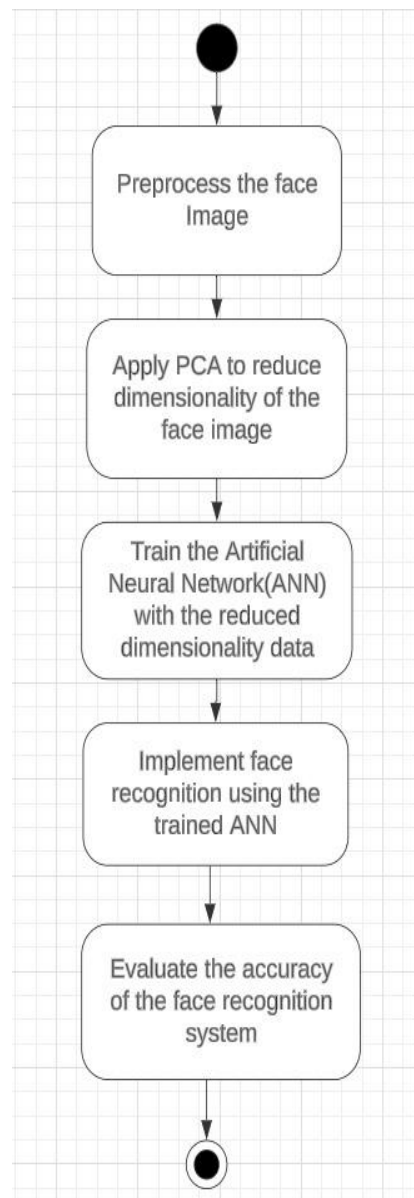 Preprocess the face
Image
Apply PCA to reduce
dimensionality of the
face image
Train the Artificial
Neural Network(ANN)
with the reduced
dimensionality data
Implement face
recognition using the
trained ANN
Evaluate the accuracy
of the face recognition
system